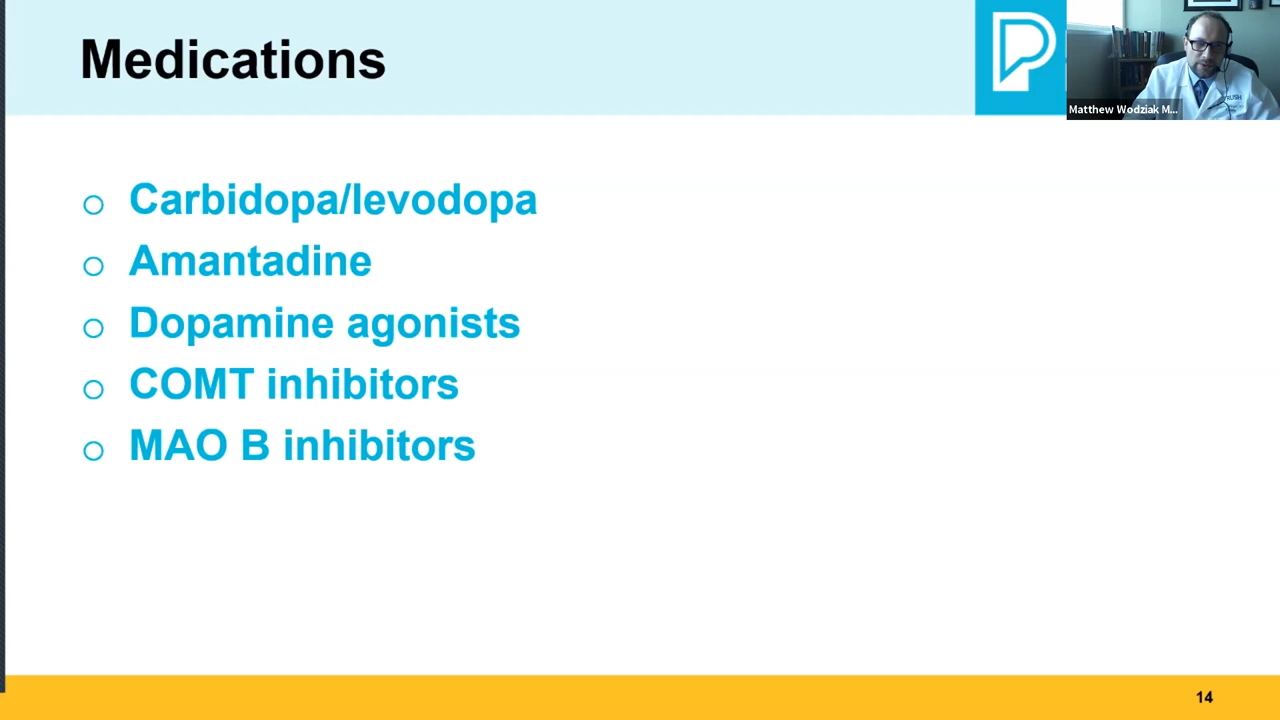 Medications
Matthew Wodziak M...
o Carbidopa/levodopa
o Amantadine
o Dopamine agonists
o COMT inhibitors
o MAO B inhibitors
14